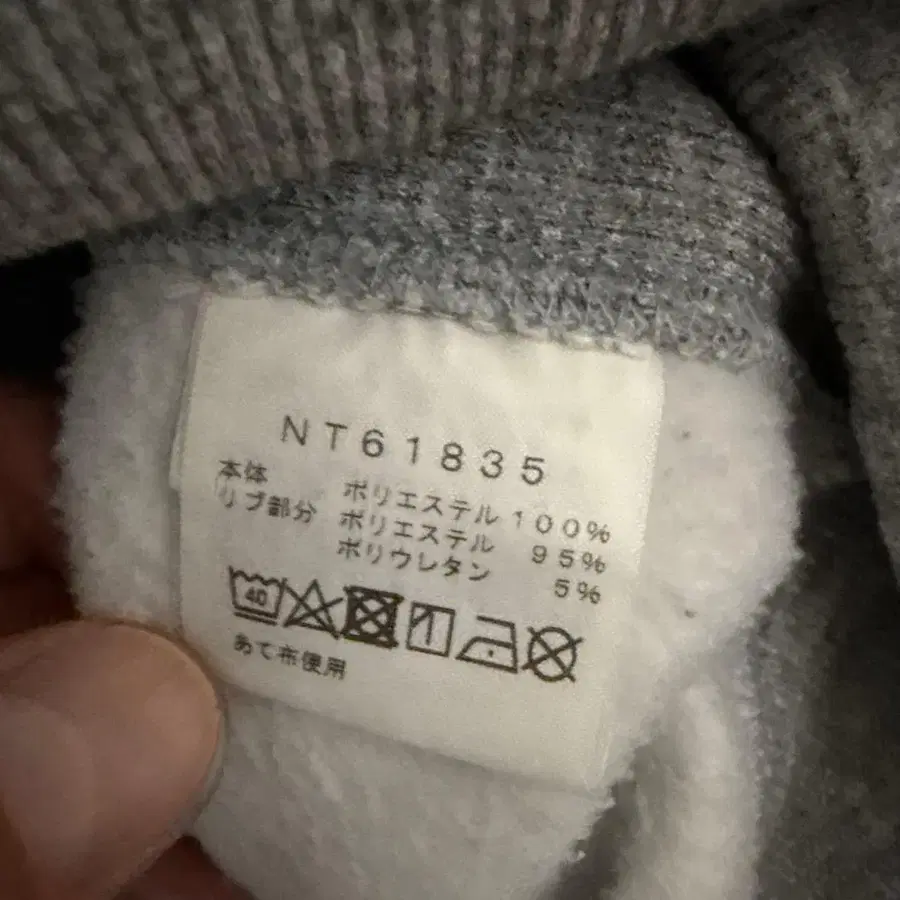 NT61835
本体 ポリエステル 100%
リブ部分 ポリエステル 95%
ポリウレタン 5%
40
あて布使用